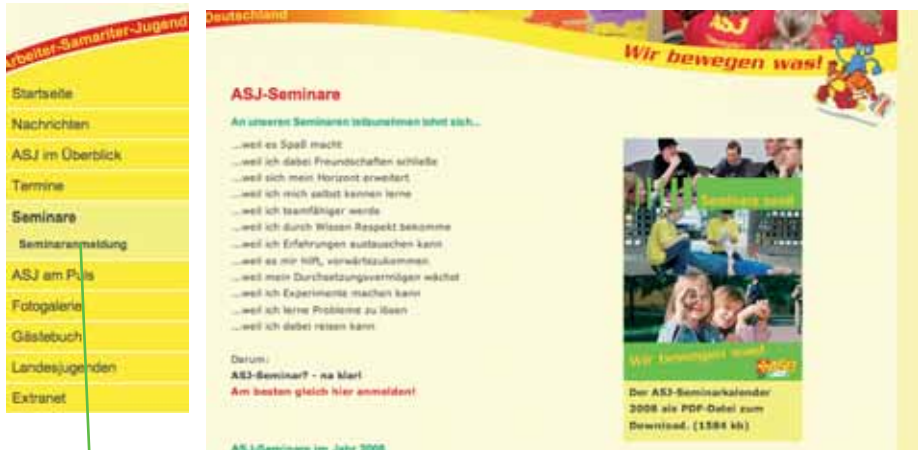 Arbeiter-Samariter-Jugend
Startseite
Nachrichten
ASJ im Überblick
Termine
Seminare
Seminaranmeldung
ASJ am Puls
Fotogalerie
Gästebuch
Landesjugenden
Extranet
Deutschland
ASJ
Wir bewegen was!
ASJ-Seminare
An unseren Seminaren teilzunehmen lohnt sich...
...weil es Spaß macht
...weil ich dabei Freundschaften schließe
...weil sich mein Horizont erweitert
...weil ich mich selbst kennen lerne
...weil ich teamfähiger werde
...weil ich durch Wissen Respekt bekomme
...weil ich Erfahrungen austauschen kann
...weil es mir hilft, vorwärtszukommen
...weil mein Durchsetzungsvermögen wächst
...weil ich Experimente machen kann
...weil ich lerne Probleme zu lösen
...weil ich dabei reisen kann
Darum:
ASJ-Seminar? - na klar!
Am besten gleich hier anmelden!
Seminare
Wir bewegen was!
Der ASJ-Seminarkalender
2008 als PDF-Datei zum
Download. (1584 kb)
ASJ-Seminare im Jahr 2008